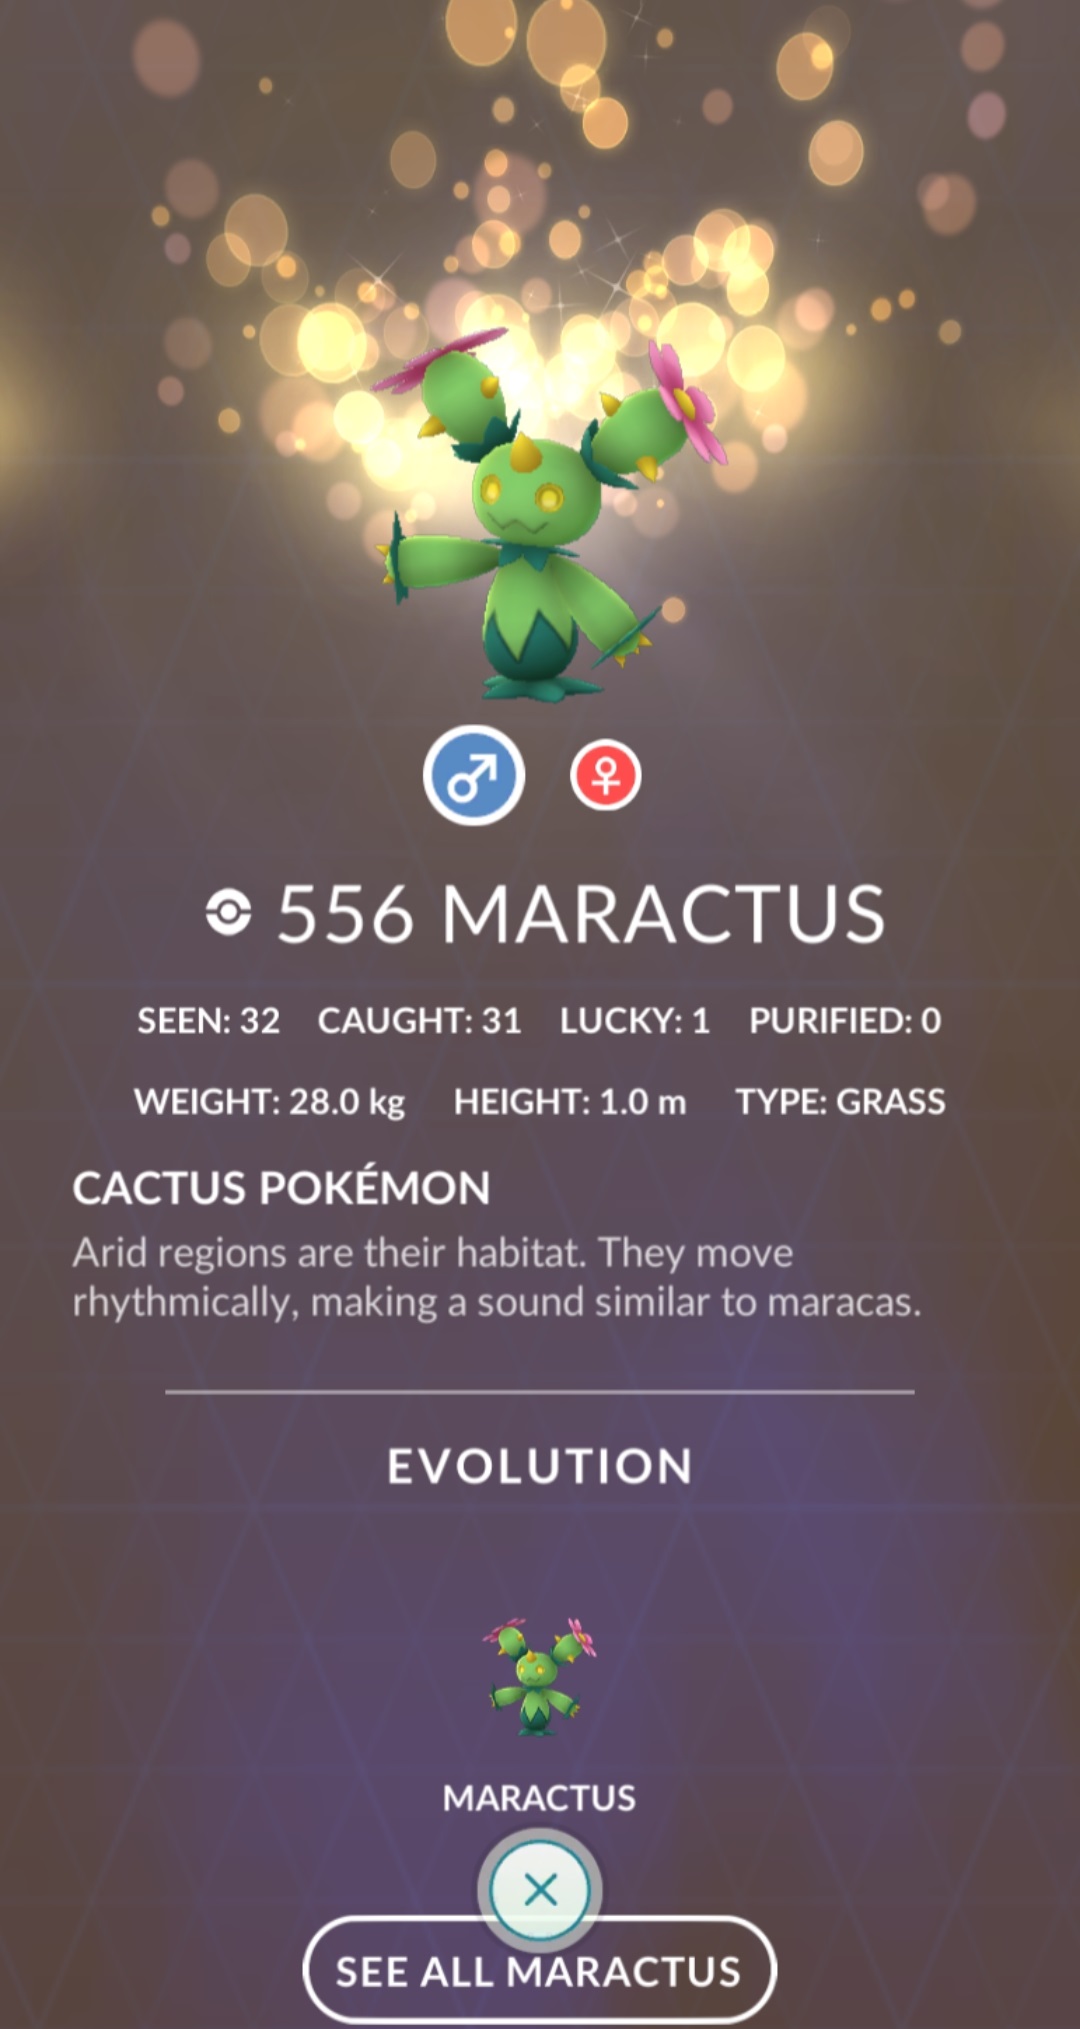 556 MARACTUS
SEEN: 32 CAUGHT: 31 LUCKY: 1 PURIFIED: 0
WEIGHT: 28.0 kg HEIGHT: 1.0 m TYPE: GRASS
CACTUS POKÉMON
Arid regions are their habitat. They move
rhythmically, making a sound similar to maracas.
EVOLUTION
MARACTUS
SEE ALL MARACTUS